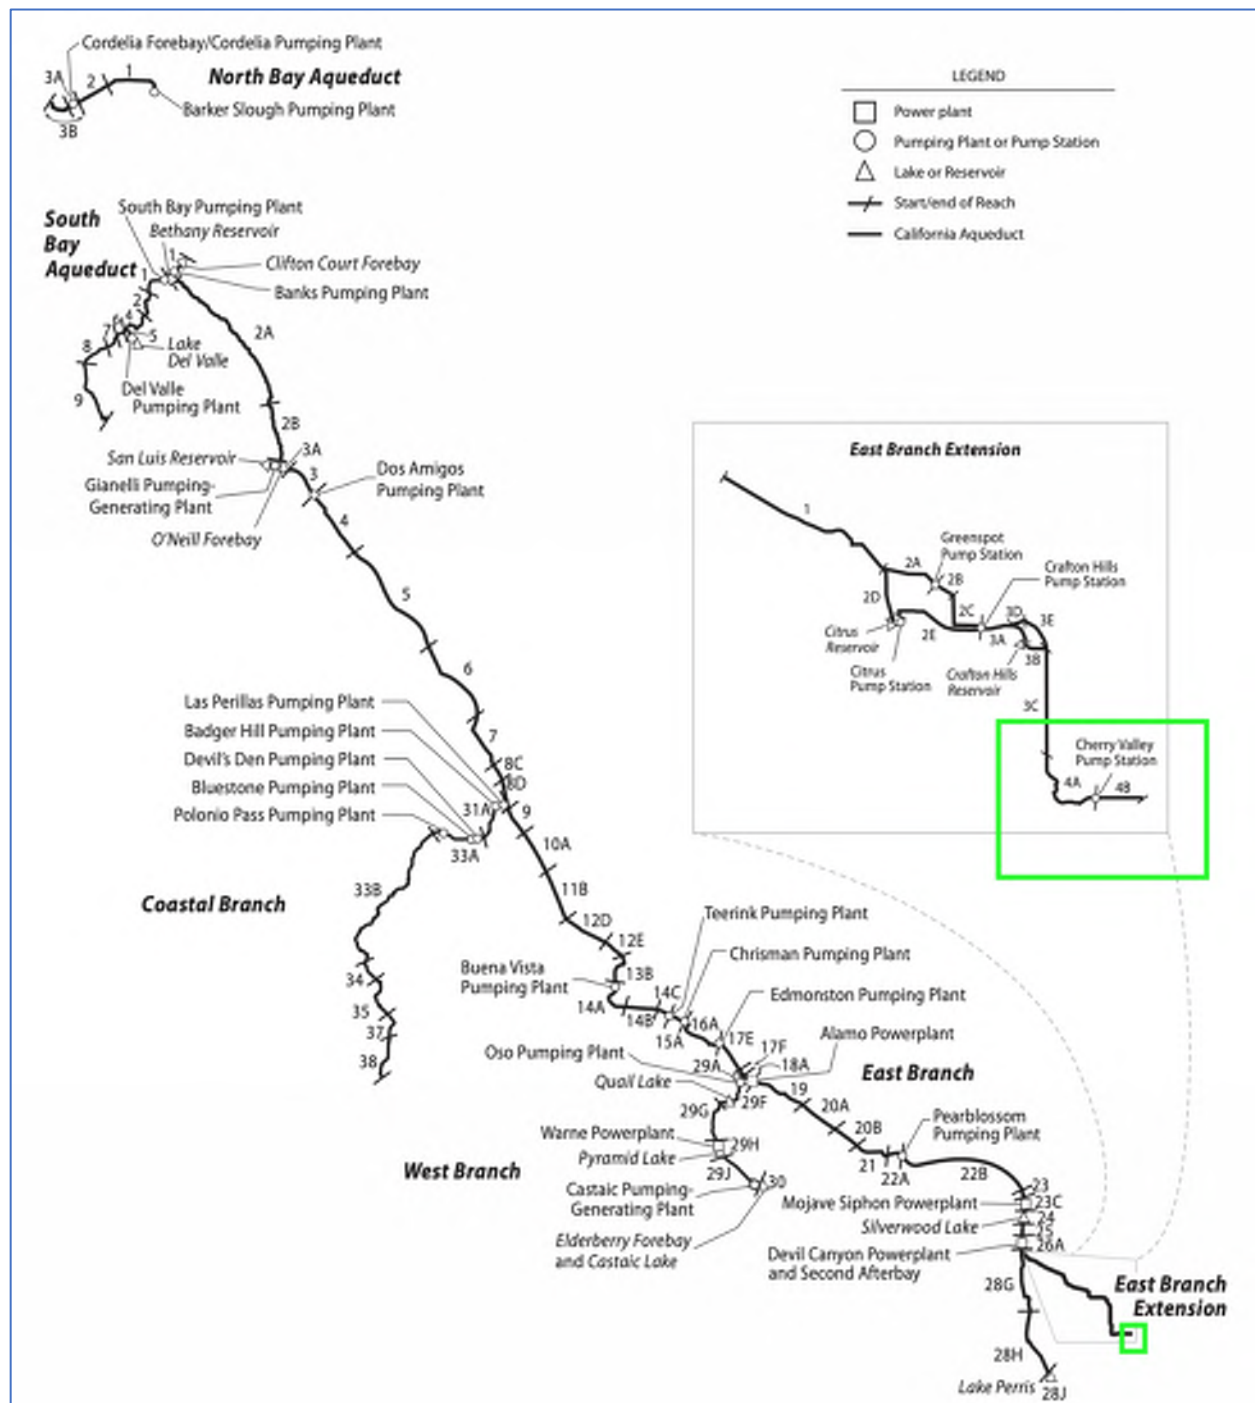 Cordelia Forebay/Cordelia Pumping Plant
3A
2
1
North Bay Aqueduct
Barker Slough Pumping Plant
3B
LEGEND
Power plant
Pumping Plant or Pump Station
Lake or Reservoir
Start/end of Reach
California Aqueduct
South Bay Pumping Plant
South
Bay
Aqueduct
Bethany Reservoir
1
Clifton Court Forebay
1
Banks Pumping Plant
2
2A
4
7
5
8
Lake
Del Valle
Del Valle
Pumping Plant
9
2B
3A
San Luis Reservoir
3
Dos Amigos
Pumping Plant
Gianelli Pumping-
Generating Plant
4
O'Neill Forebay
5
6
East Branch Extension
1
Greenspot
Pump Station
2A
2B
Crafton Hills
Pump Station
2D
2C
3D
3E
Citrus
Reservoir
2E
3A
3B
Citrus
Pump Station
Crafton Hills
Reservoir
3C
Cherry Valley
Pump Station
4A
4B
Las Perillas Pumping Plant
Badger Hill Pumping Plant
7
Devil's Den Pumping Plant
8C
Bluestone Pumping Plant
8D
Polonio Pass Pumping Plant
31A
9
33A
10A
33B
11B
Coastal Branch
12D
12E
Teerink Pumping Plant
Chrisman Pumping Plant
Buena Vista
Pumping Plant
13B
34
14A
14B
14C
Edmonston Pumping Plant
35
15A
16A
37
17E
Alamo Powerplant
38
Oso Pumping Plant
29A
17F
18A
East Branch
Quail Lake
29F
19
29G
20A
20B
Pearblossom
Pumping Plant
Warne Powerplant
29H
Pyramid Lake
21
22A
22B
West Branch
29J
30
23
Castaic Pumping-
Generating Plant
Mojave Siphon Powerplant
23C
Silverwood Lake
24
25
Elderberry Forebay
and Castaic Lake
Devil Canyon Powerplant
and Second Afterbay
26A
28G
East Branch
Extension
28H
Lake Perris
28J